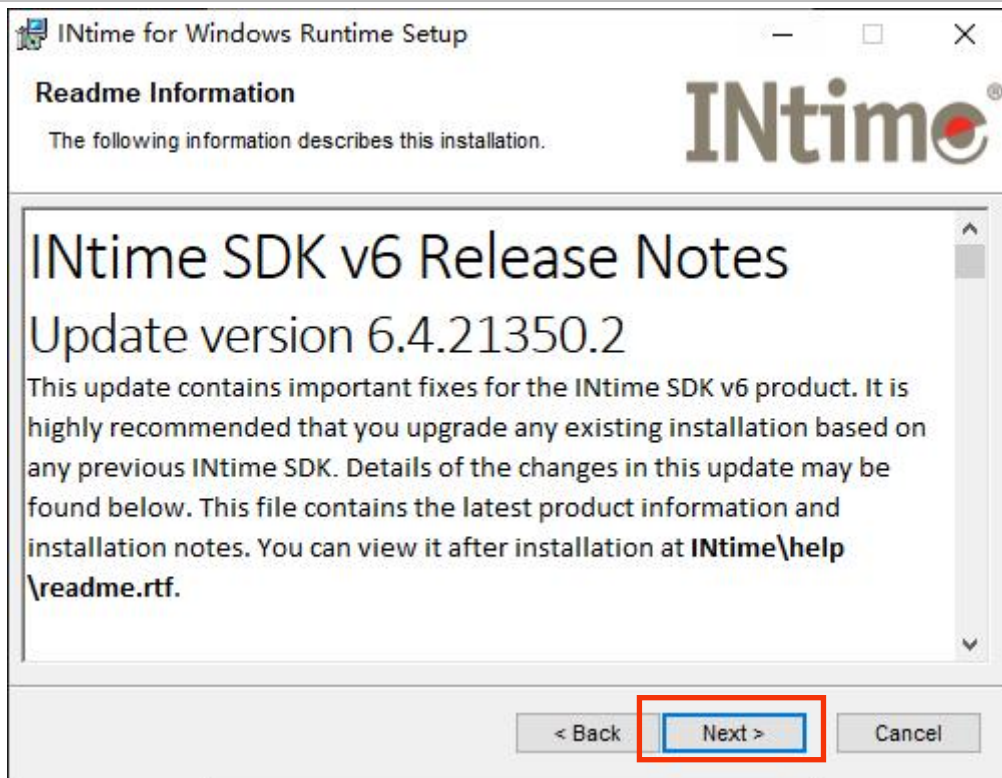 INtime for Windows Runtime Setup
Readme Information
The following information describes this installation.
INtime®
INtime SDK v6 Release Notes
Update version 6.4.21350.2
This update contains important fixes for the INtime SDK v6 product. It is
highly recommended that you upgrade any existing installation based on
any previous INtime SDK. Details of the changes in this update may be
found below. This file contains the latest product information and
installation notes. You can view it after installation at INtime\help
\readme.rtf.
< Back
Next >
Cancel